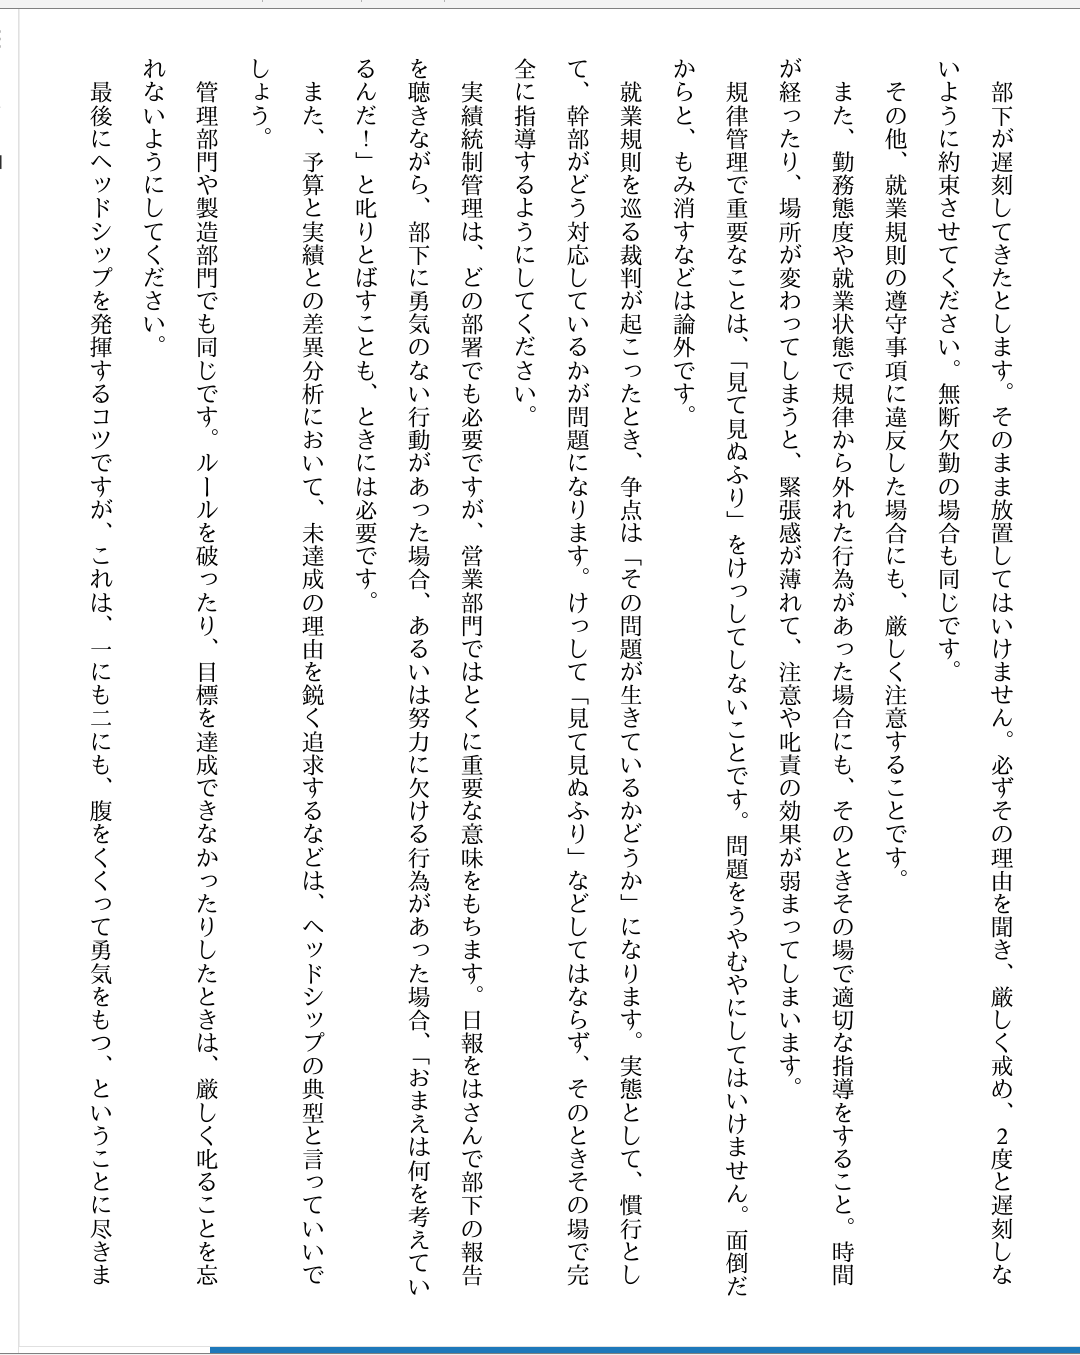 部下が遅刻してきたとします。そのまま放置してはいけません。必ずその理由を聞き、厳しく戒め、2度と遅刻しな
いように約束させてください。無断欠勤の場合も同じです。
その他、就業規則の遵守事項に違反した場合にも、厳しく注意することです。
また、勤務態度や就業状態で規律から外れた行為があった場合にも、そのときその場で適切な指導をすること。時間
が経ったり、場所が変わってしまうと、緊張感が薄れて、注意や叱責の効果が弱まってしまいます。
規律管理で重要なことは、「見て見ぬふり」をけっしてしないことです。問題をうやむやにしてはいけません。面倒だ
からと、もみ消すなどは論外です。
就業規則を巡る裁判が起こったとき、争点は「その問題が生きているかどうか」になります。実態として、慣行とし
て、幹部がどう対応しているかが問題になります。けっして「見て見ぬふり」などしてはならず、そのときその場で完
全に指導するようにしてください。
実績統制管理は、どの部署でも必要ですが、営業部門ではとくに重要な意味をもちます。日報をはさんで部下の報告
を聴きながら、部下に勇気のない行動があった場合、あるいは努力に欠ける行為があった場合、「おまえは何を考えてい
るんだ!」と叱りとばすことも、ときには必要です。
また、予算と実績との差異分析において、未達成の理由を鋭く追求するなどは、ヘッドシップの典型と言っていいで
しょう。
管理部門や製造部門でも同じです。ルールを破ったり、目標を達成できなかったりしたときは、厳しく叱ることを忘
れないようにしてください。
最後にヘッドシップを発揮するコツですが、これは、一にも二にも、腹をくくって勇気をもつ、ということに尽きま